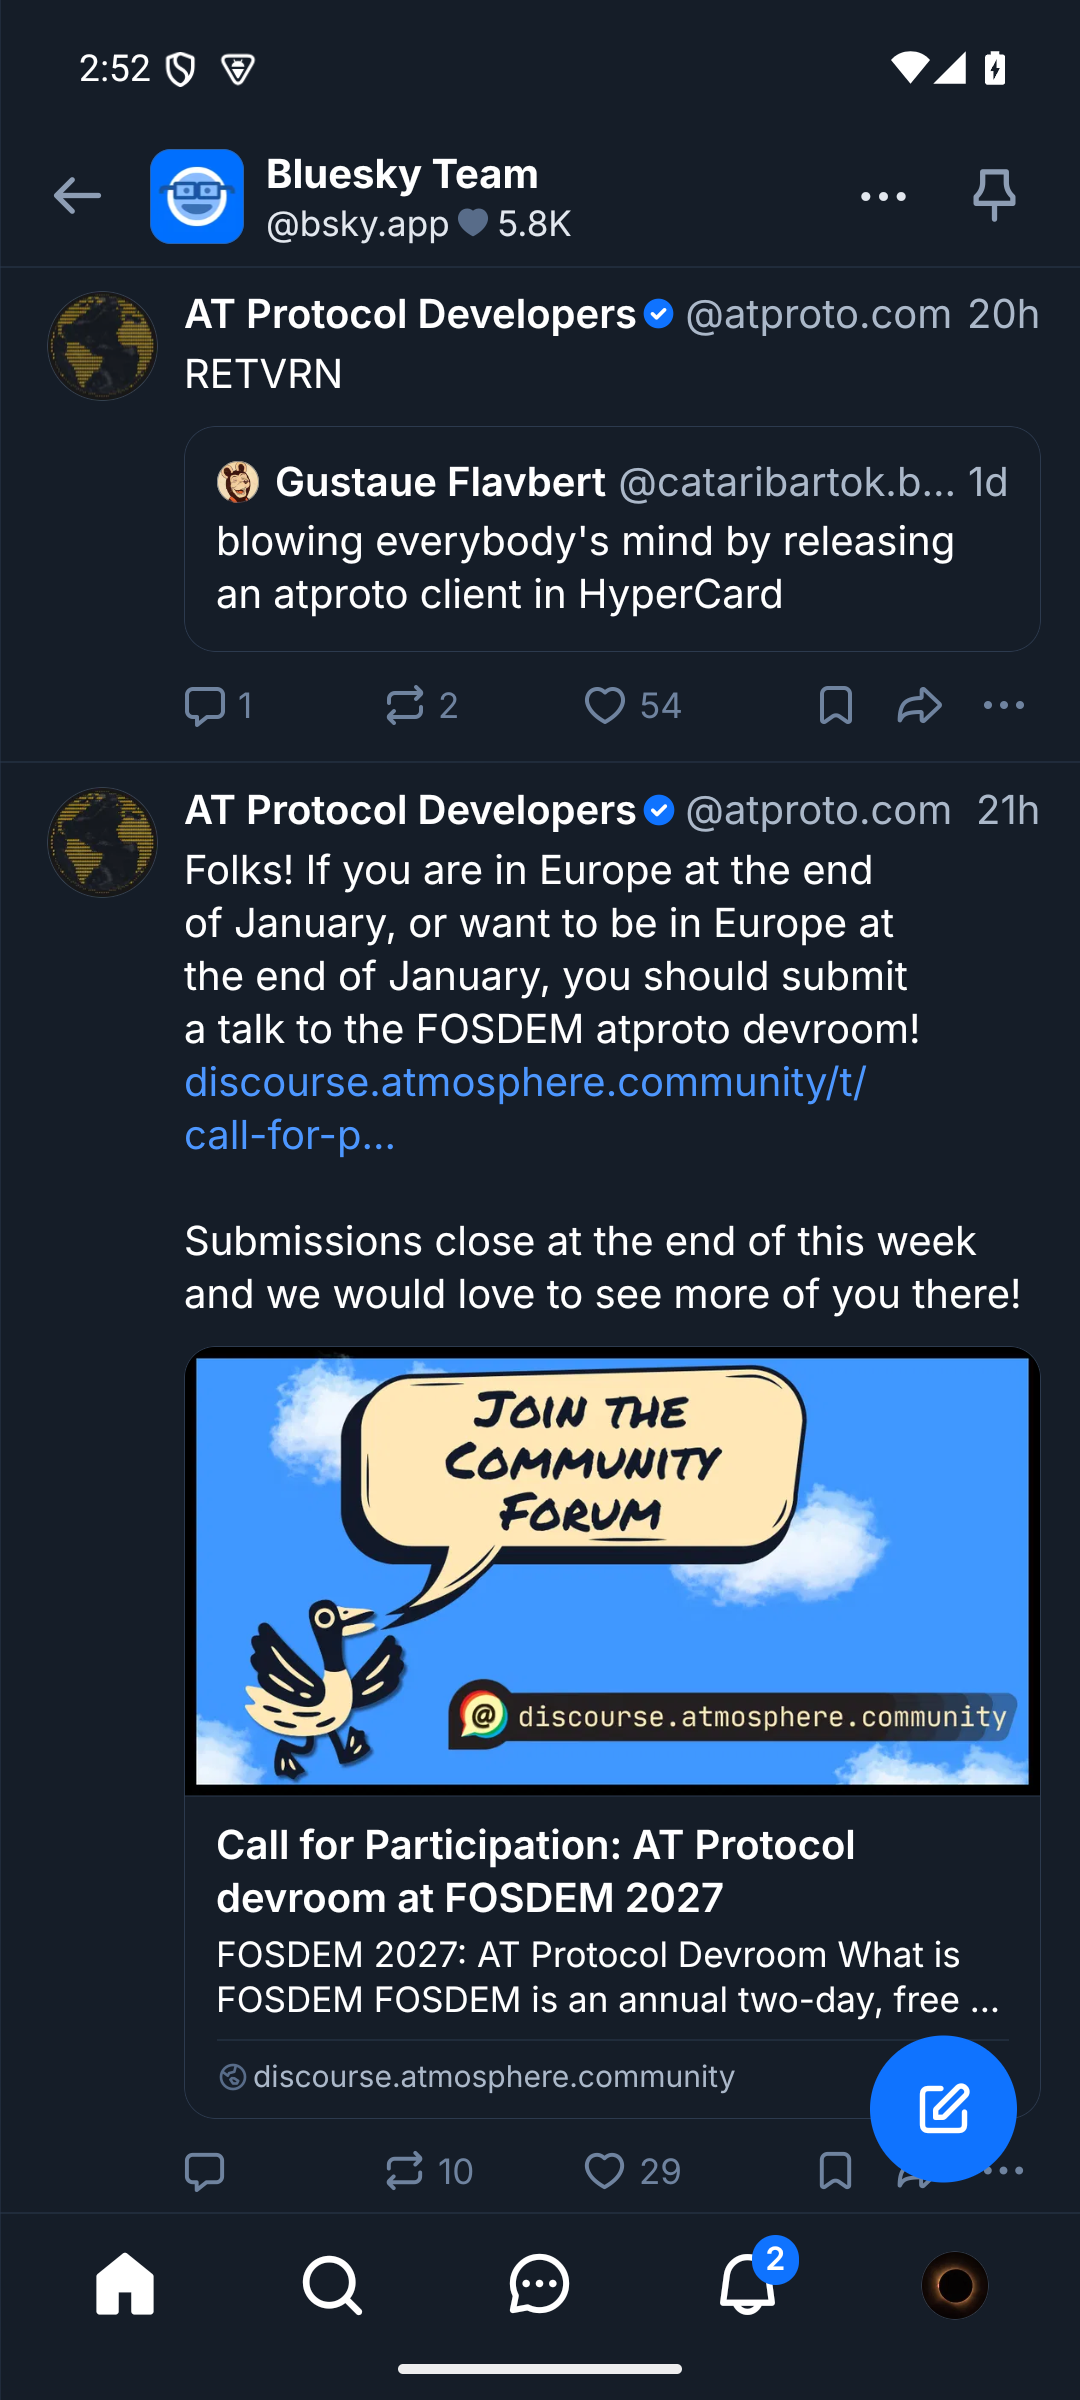 2:52
Bluesky Team
@bsky.app 5.8K
AT Protocol Developers @atproto.com 20h
RETVRN
Gustaue Flavbert @cataribartok.b... 1d
blowing everybody's mind by releasing
an atproto client in HyperCard
1 2 54
AT Protocol Developers @atproto.com 21h
Folks! If you are in Europe at the end
of January, or want to be in Europe at
the end of January, you should submit
a talk to the FOSDEM atproto devroom!
discourse.atmosphere.community/t/
call-for-p...
Submissions close at the end of this week
and we would love to see more of you there!
JOIN THE
COMMUNITY
FORUM
@ discourse.atmosphere.community
Call for Participation: AT Protocol
devroom at FOSDEM 2027
FOSDEM 2027: AT Protocol Devroom What is
FOSDEM FOSDEM is an annual two-day, free ...
discourse.atmosphere.community
10 29
2